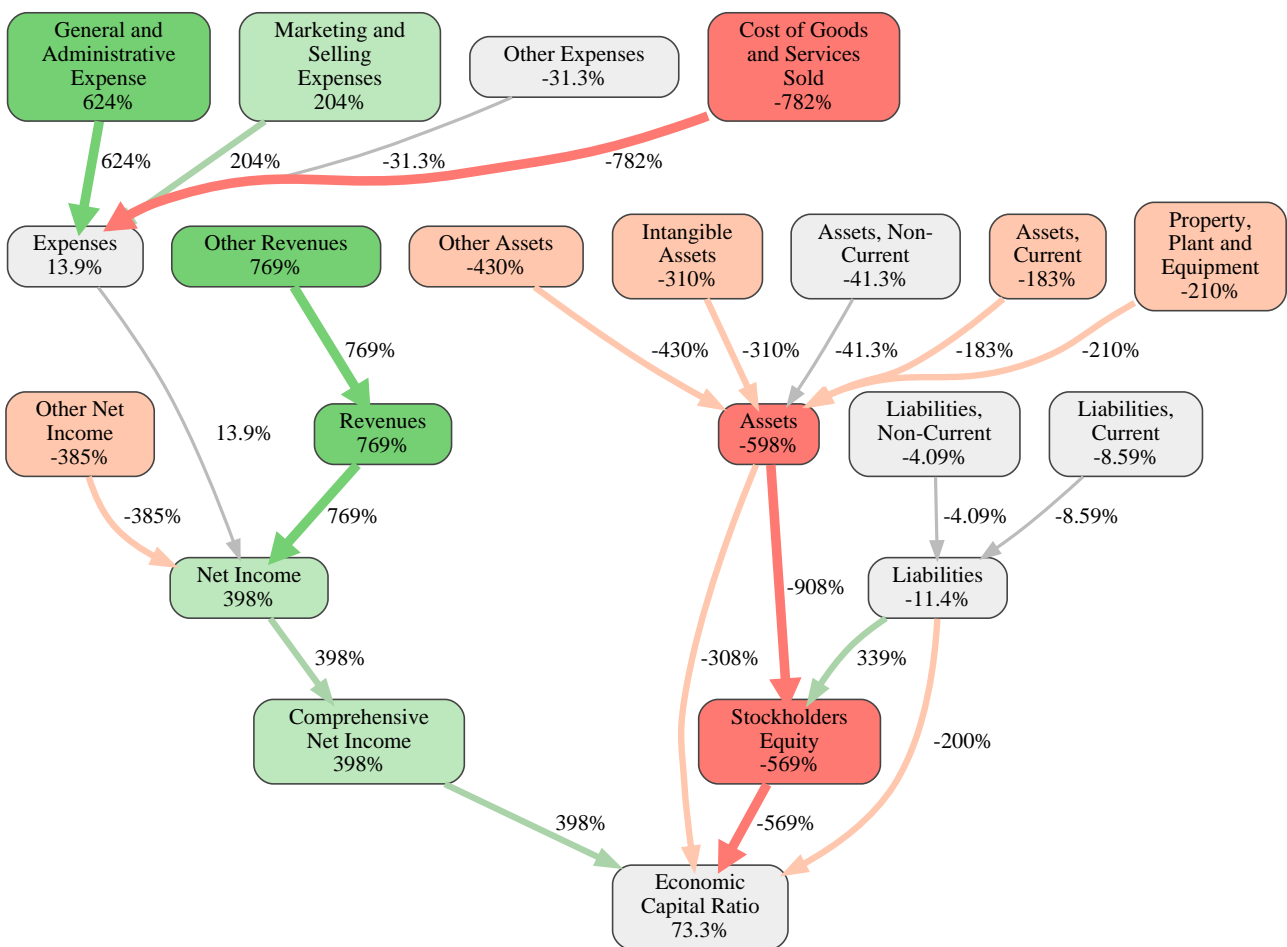 General and
Administrative
Expense
624%
Marketing and
Selling
Expenses
204%
Other Expenses
-31.3%
Cost of Goods
and Services
Sold
-782%
624%
204%
-31.3%
-782%
Expenses
13.9%
Other Revenues
769%
Other Assets
-430%
Intangible
Assets
-310%
Assets, Non-
Current
-41.3%
Assets,
Current
-183%
Property,
Plant and
Equipment
-210%
769%
-430%
-310%
-41.3%
-183%
-210%
Other Net
Income
-385%
13.9%
Revenues
769%
Assets
-598%
Liabilities,
Non-Current
-4.09%
Liabilities,
Current
-8.59%
-385%
769%
-4.09%
-8.59%
Net Income
398%
-908%
Liabilities
-11.4%
398%
-308%
339%
Comprehensive
Net Income
398%
Stockholders
Equity
-569%
-200%
398%
-569%
Economic
Capital Ratio
73.3%